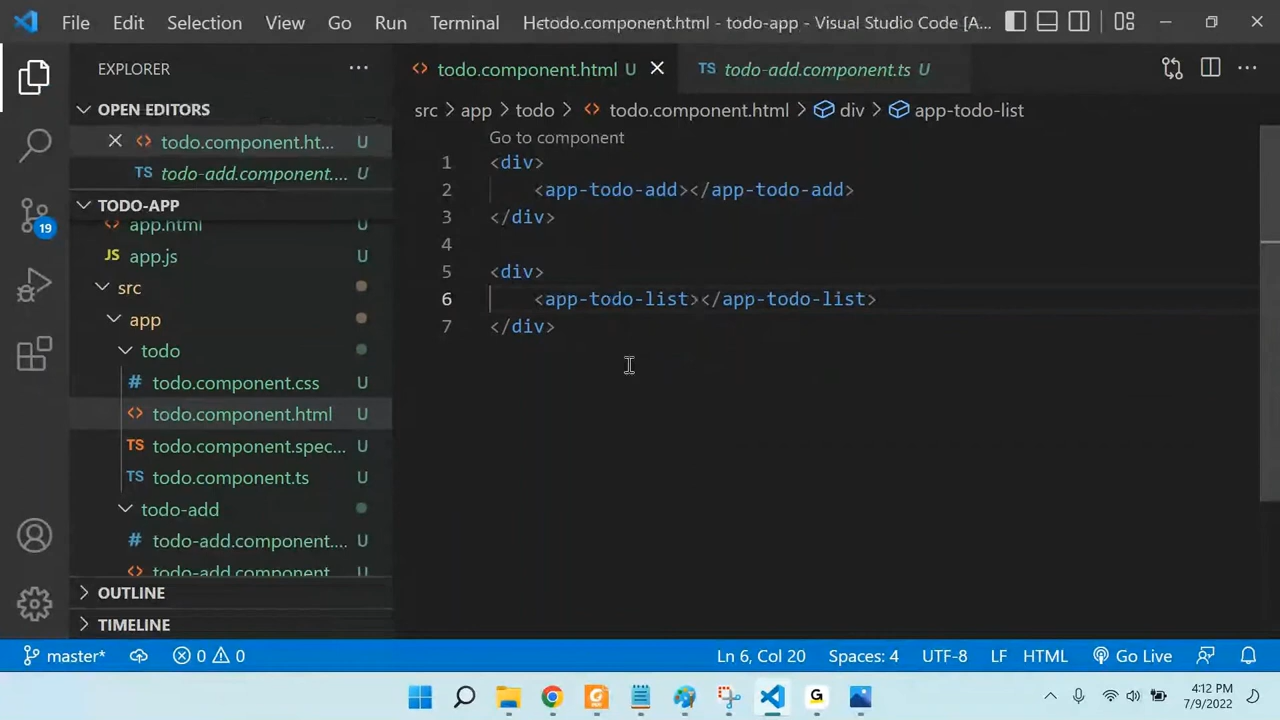 File Edit Selection View Go Run Terminal He
todo.component.html - todo-app - Visual Studio Code [A...
EXPLORER
OPEN EDITORS
todo.component.ht... U
todo-add.component.... U
TODO-APP
app.html U
app.js U
src
app
todo
todo.component.css U
todo.component.html U
todo.component.spec... U
todo.component.ts U
todo-add
todo-add.component.... U
todo-add.component U
OUTLINE
TIMELINE
19
todo.component.html U
TS todo-add.component.ts U
src > app > todo > todo.component.html > div > app-todo-list
Go to component
1 <div>
2 <app-todo-add></app-todo-add>
3 </div>
4
5 <div>
6 <app-todo-list></app-todo-list>
7 </div>
master* 0 0 Ln 6, Col 20 Spaces: 4 UTF-8 LF HTML Go Live
4:12 PM
7/9/2022